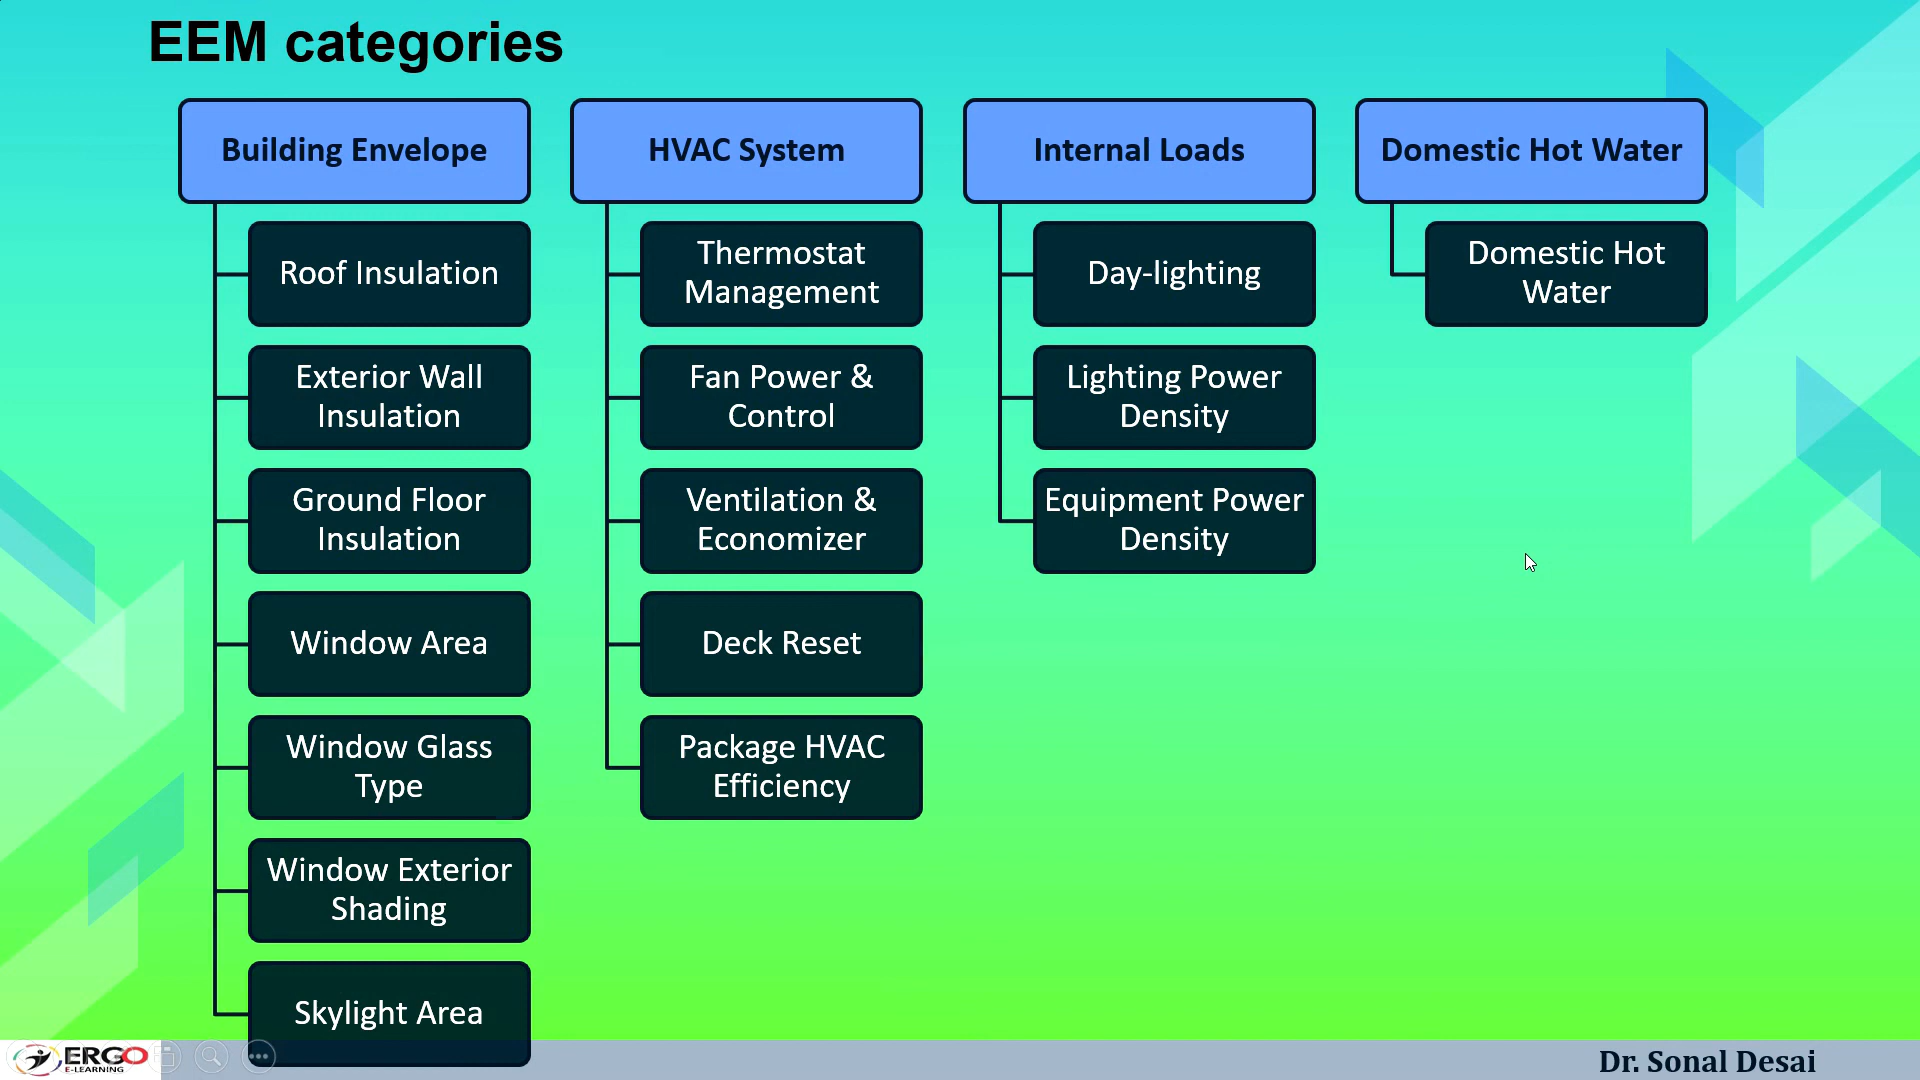 EEM categories
Building Envelope
Roof Insulation
Exterior Wall
Insulation
Ground Floor
Insulation
Window Area
Window Glass
Type
Window Exterior
Shading
Skylight Area
HVAC System
Thermostat
Management
Fan Power &
Control
Ventilation &
Economizer
Deck Reset
Package HVAC
Efficiency
Internal Loads
Day-lighting
Lighting Power
Density
Equipment Power
Density
Domestic Hot Water
Domestic Hot
Water
ERGO
E-LEARNING
Dr. Sonal Desai